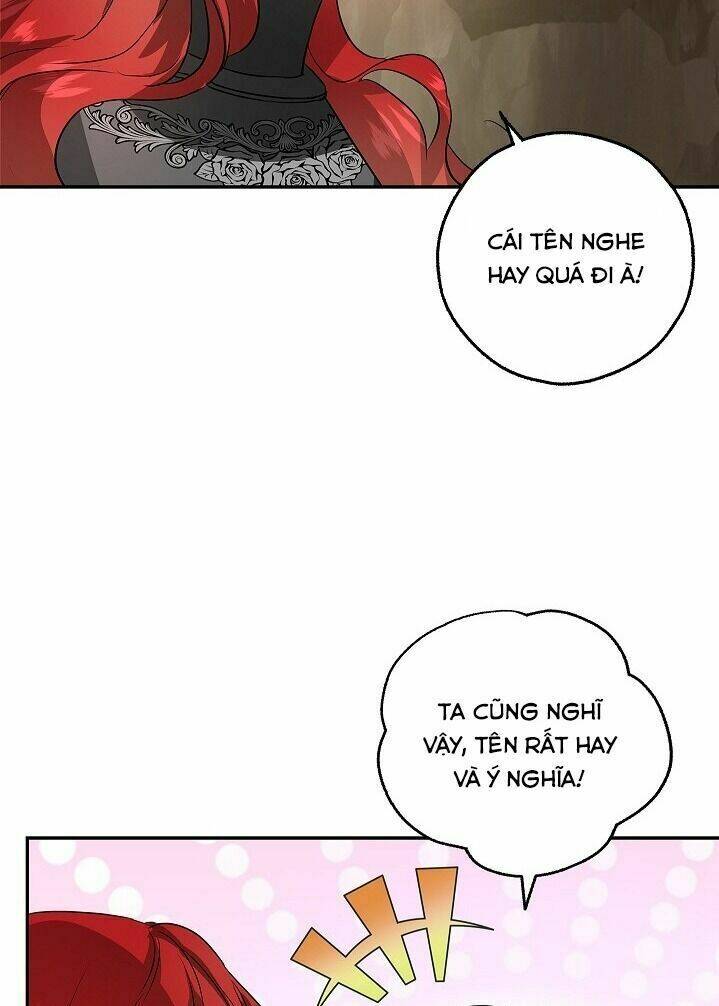 CÁI TÊN NGHE
HAY QUÁ ĐI À!
TA CŨNG NGHĨ
VẬY, TÊN RẤT HAY
VÀ Ý NGHĨA!